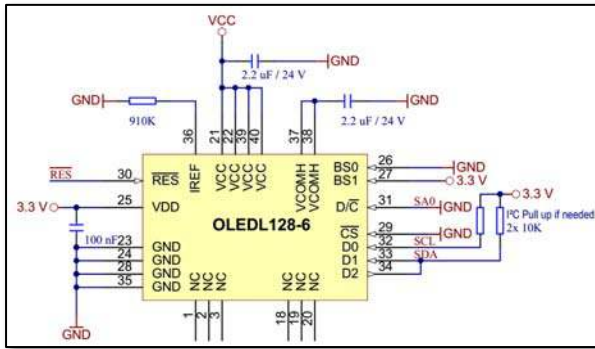 VCC
GND
2.2 uF / 24 V
GND
910K
GND
2.2 uF / 24 V
36
21
22
39
40
37
38
IREF
VCC
VCC
VCC
VCC
VCOMH
VCOMH
RES
30
RES
3.3 V
25
VDD
100 nF
23
GND
24
GND
28
GND
35
GND
GND
OLEDL128-6
BS0
26
GND
BS1
27
3.3 V
D/C
31
SA0
GND
CS
29
GND
D0
32
SCL
D1
33
SDA
D2
34
3.3 V
I²C Pull up if needed
2x 10K
NC
NC
NC
NC
NC
NC
1
2
3
18
19
20